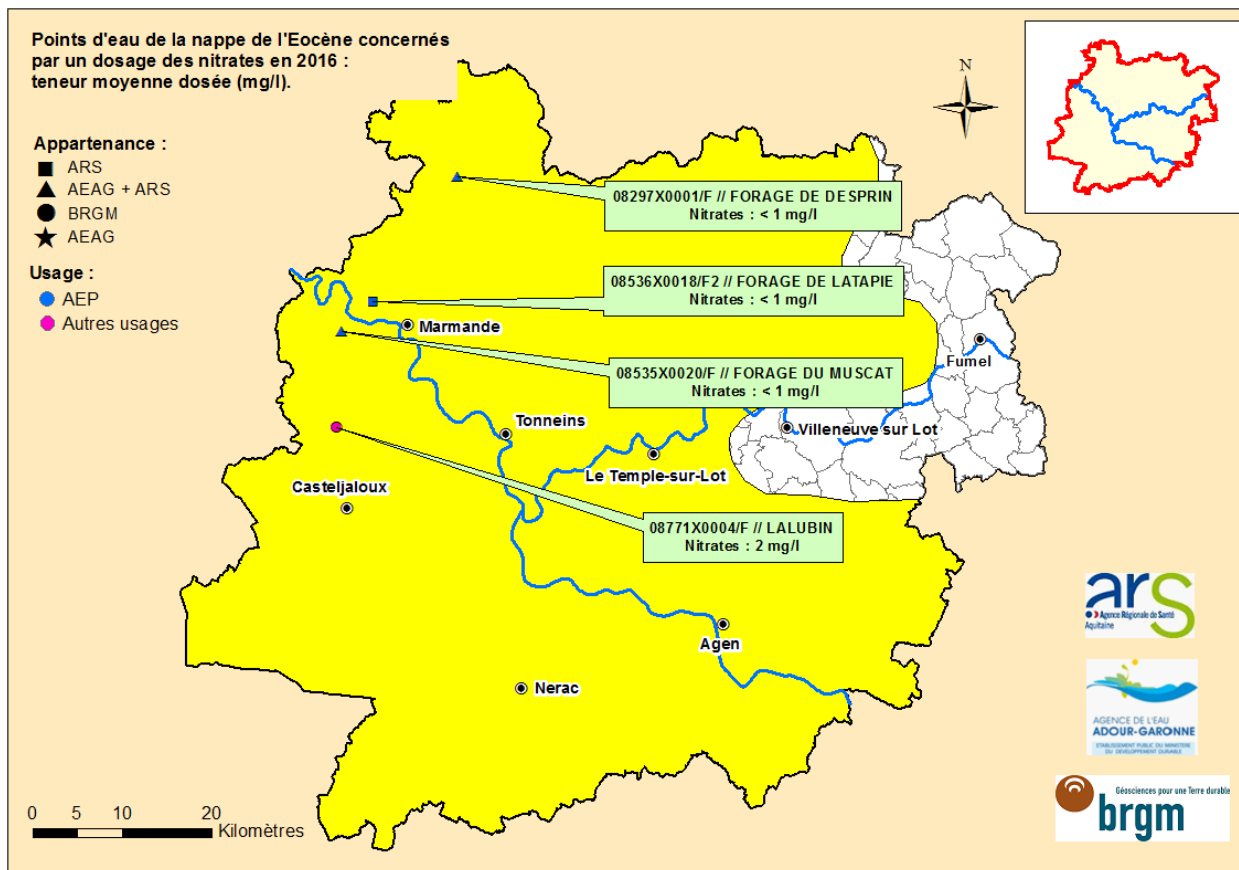 Points d'eau de la nappe de l'Eocène concernés
par un dosage des nitrates en 2016 :
teneur moyenne dosée (mg/l).
N
Appartenance :
ARS
AEAG + ARS
BRGM
AEAG
Usage :
AEP
Autres usages
08297X0001/F // FORAGE DE DESPRIN
Nitrates : < 1 mg/l
08536X0018/F2 // FORAGE DE LATAPIE
Nitrates : < 1 mg/l
Marmande
08535X0020/F // FORAGE DU MUSCAT
Nitrates : < 1 mg/l
Fumel
Tonneins
Villeneuve sur Lot
Le Temple-sur-Lot
Casteljaloux
08771X0004/F // LALUBIN
Nitrates : 2 mg/l
Agen
Nerac
0 5 10 20
Kilomètres
ars
Agence Régionale de Santé
Aquitaine
AGENCE DE L'EAU
ADOUR-GARONNE
ETABLISSEMENT PUBLIC DU MINISTERE
DU DEVELOPPEMENT DURABLE
Géosciences pour une Terre durable
brgm